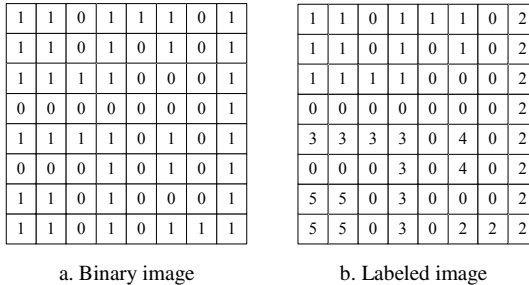 1 1 0 1 1 1 0 1 1 1 0 1 1 1 0 2
1 1 0 1 0 1 0 1 1 1 0 1 0 1 0 2
1 1 1 1 0 0 0 1 1 1 1 1 0 0 0 2
0 0 0 0 0 0 0 1 0 0 0 0 0 0 0 2
1 1 1 1 0 1 0 1 3 3 3 3 0 4 0 2
0 0 0 1 0 1 0 1 0 0 0 3 0 4 0 2
1 1 0 1 0 0 0 1 5 5 0 3 0 0 0 2
1 1 0 1 0 1 1 1 5 5 0 3 0 2 2 2
a. Binary image b. Labeled image